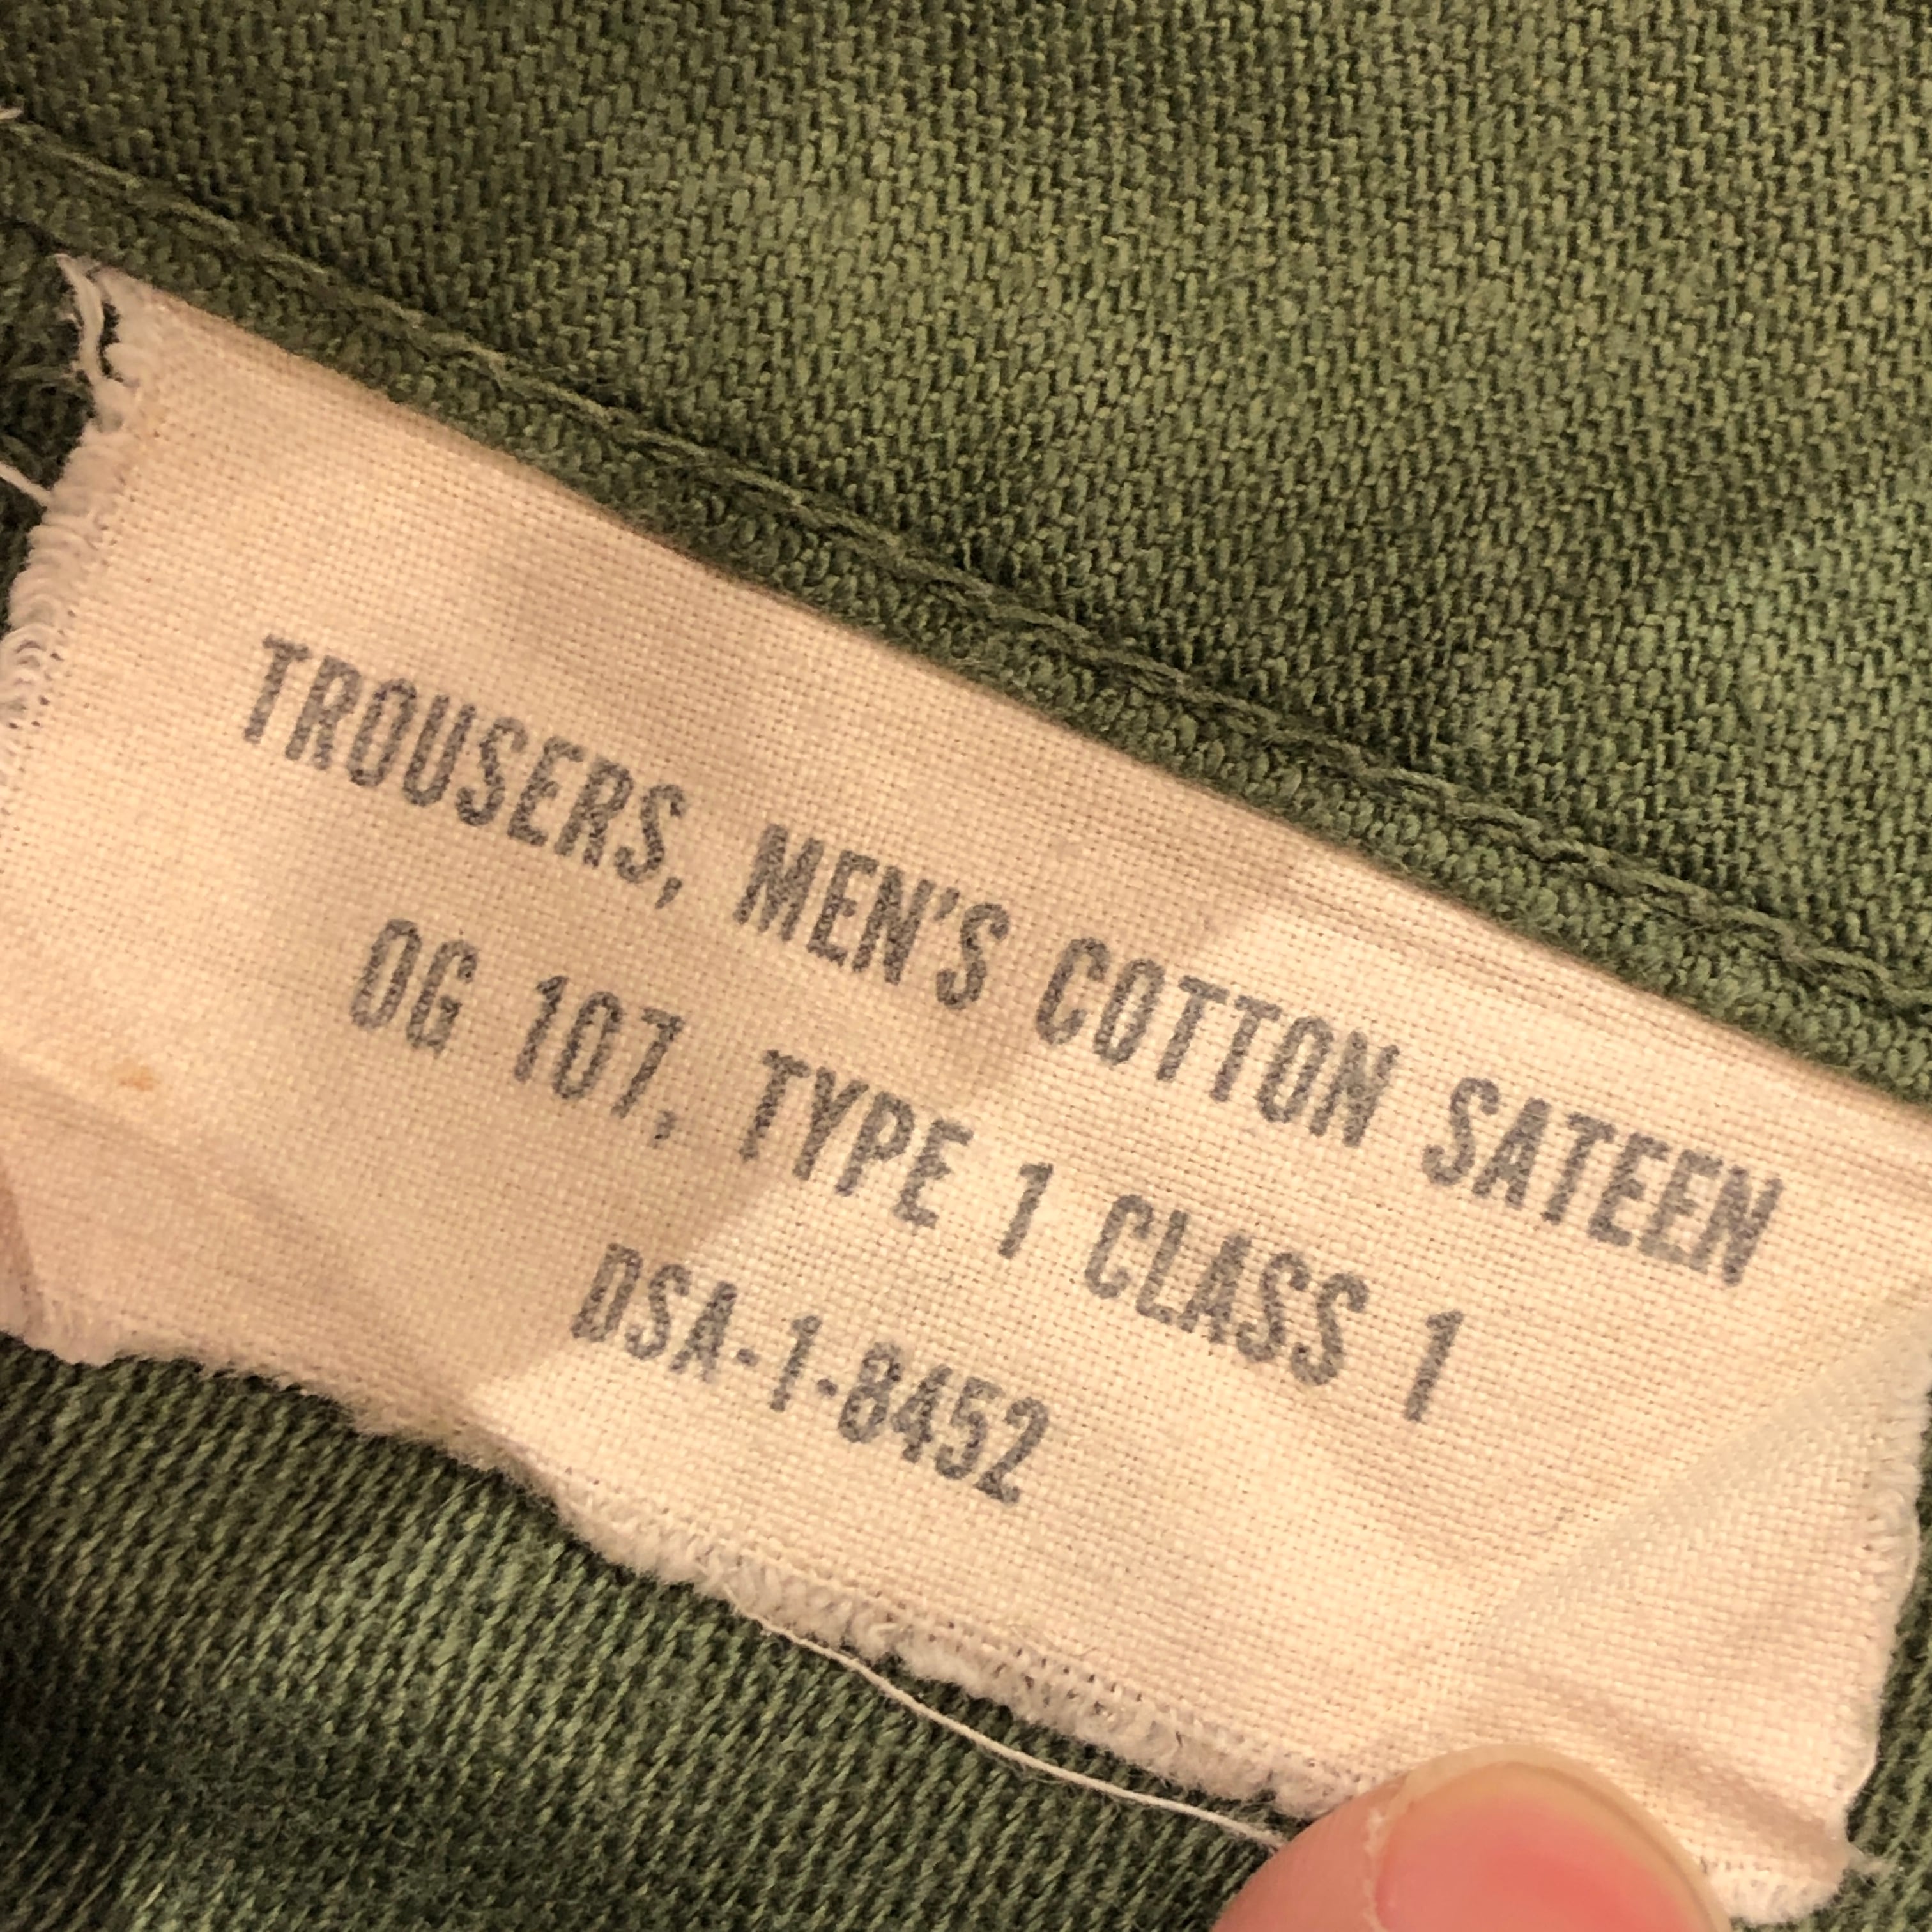 TROUSERS, MEN'S COTTON SATEEN
OG 107, TYPE 1 CLASS 1
DSA-1-8452